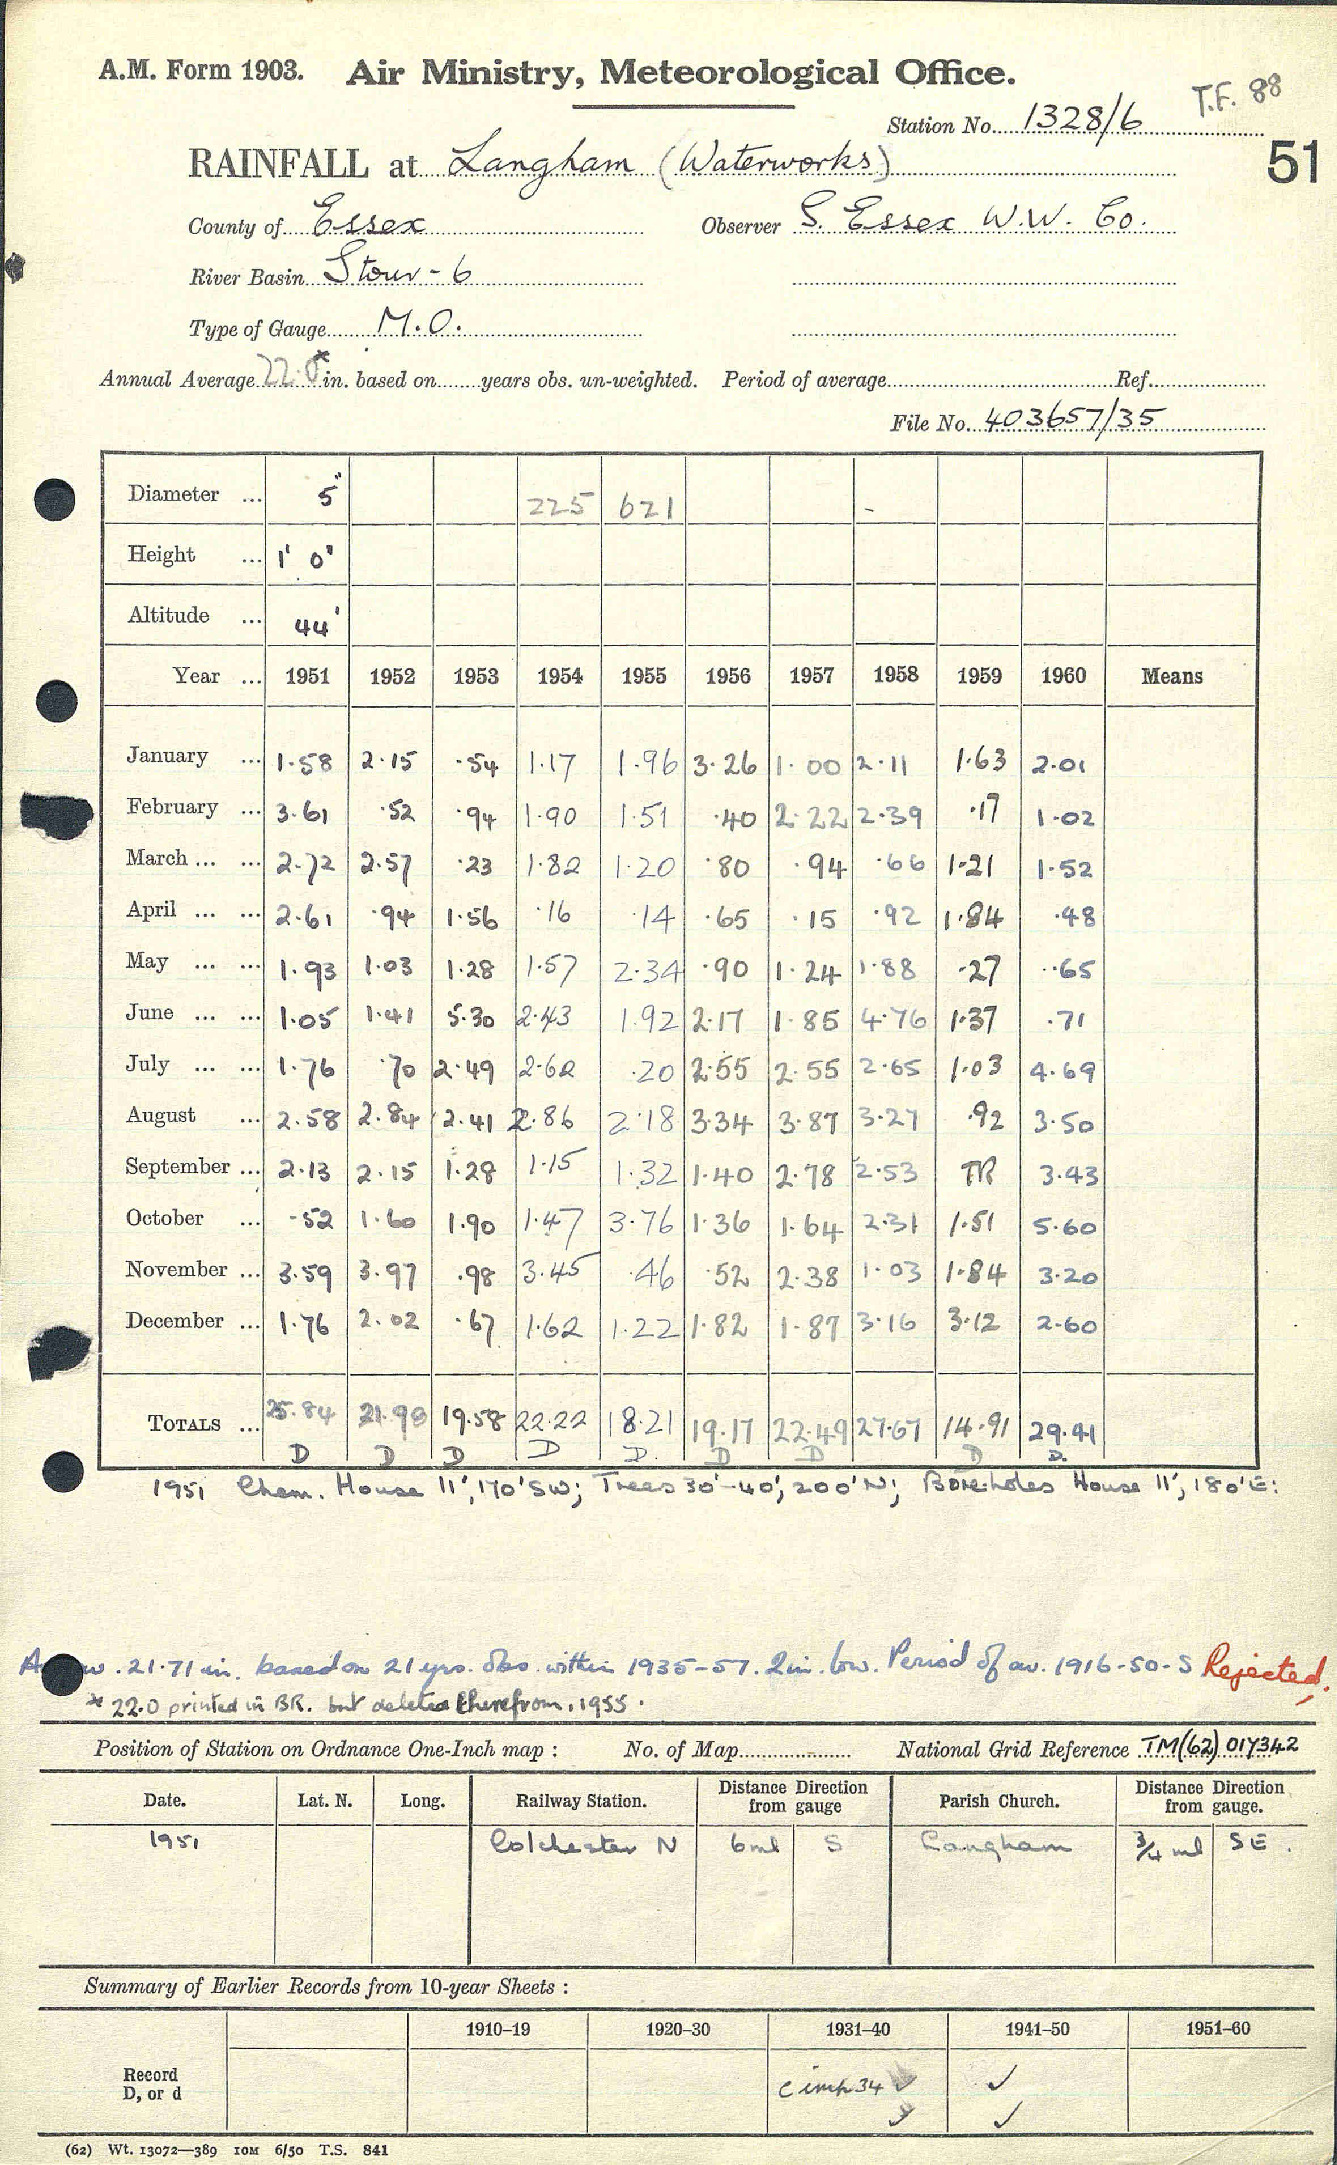 A.M. Form 1903. Air Ministry, Meteorological Office.
T.F. 88
Station No. 1328/6
RAINFALL at Langham (Waterworks)
51
County of Essex Observer S. Essex W.W. Co.
River Basin Stour - 6
Type of Gauge M.O.
Annual Average 22.0* in. based on years obs. un-weighted. Period of average Ref.
File No. 403657/35
Diameter ... 5" 225 621
Height ... 1' 0"
Altitude ... 44'
Year ... 1951 1952 1953 1954 1955 1956 1957 1958 1959 1960 Means
January ... 1.58 2.15 .54 1.17 1.96 3.26 1.00 2.11 1.63 2.01
February ... 3.61 .52 .94 1.90 1.51 .40 2.22 2.39 .17 1.02
March ... ... 2.72 2.57 .23 1.82 1.20 .80 .94 .66 1.21 1.52
April ... ... 2.61 .94 1.56 .16 .14 .65 .15 .92 1.84 .48
May ... ... 1.93 1.03 1.28 1.57 2.34 .90 1.24 1.88 .27 .65
June ... ... 1.05 1.41 5.30 2.43 1.92 2.17 1.85 4.76 1.37 .71
July ... ... 1.76 .70 2.49 2.62 .20 2.55 2.55 2.65 1.03 4.69
August ... 2.58 2.84 2.41 2.86 2.18 3.34 3.87 3.27 .92 3.50
September ... 2.13 2.15 1.28 1.15 1.32 1.40 2.78 2.53 TR 3.43
October ... .52 1.60 1.90 1.47 3.76 1.36 1.64 2.31 1.51 5.60
November ... 3.59 3.97 .98 3.45 .46 .52 2.38 1.03 1.84 3.20
December ... 1.76 2.02 .67 1.62 1.22 1.82 1.87 3.16 3.12 2.60
TOTALS ... 25.84 21.90 19.58 22.22 18.21 19.17 22.49 27.67 14.91 29.41
D D D D D. D D D D.
1951 Chem. House 11', 170' SW; Trees 30'-40', 200' N; Boreholes House 11', 180' E:
21.71 in. based on 21 yrs. obs. within 1935-57. 2 in. low. Period of av. 1916-50-S Rejected.
* 22.0 printed in BR. but deleted therefrom, 1955.
Position of Station on Ordnance One-Inch map : No. of Map National Grid Reference TM(62) 017342
Date. Lat. N. Long. Railway Station. Distance Direction from gauge Parish Church. Distance Direction from gauge.
1951 Colchester N 6ml S Langham 3/4 ml SE.
Summary of Earlier Records from 10-year Sheets :
1910–19 1920–30 1931–40 1941–50 1951–60
Record D, or d c imp 34 ✓ ✓
✓ ✓
(62) Wt. 13072—389 10M 6/50 T.S. 841